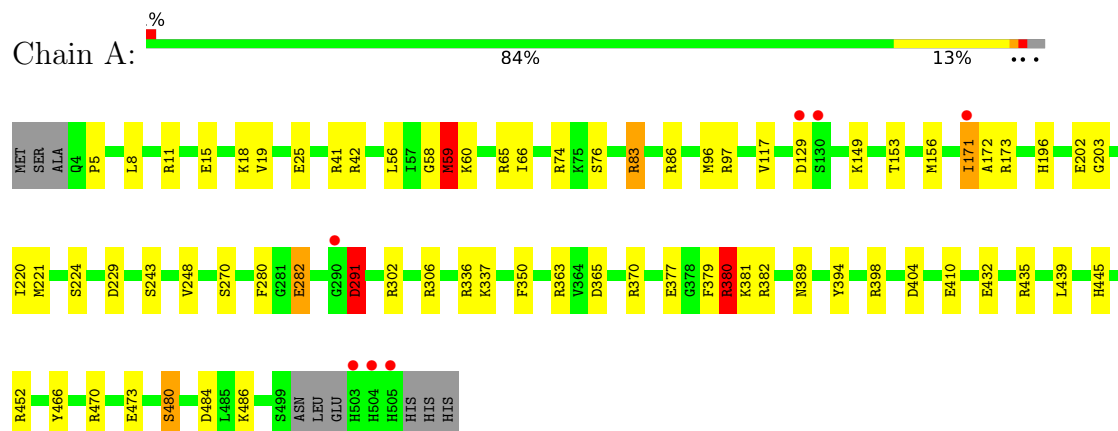 %
Chain A:
84% 13% •• •
MET SER ALA Q4 P5 L8 R11 E15 K18 V19 E25 R41 R42 L56 I57 G58 M59 K60 R65 I66 R74 K75 S76 R83 R86 M96 R97 V117 D129 S130 K149 T153 M156 I171 A172 R173 H196 E202 G203
I220 M221 S224 D229 S243 V248 S270 F280 G281 E282 G290 D291 R302 R306 R336 K337 F350 R363 V364 D365 R370 E377 G378 F379 R380 K381 R382 N389 Y394 R398 D404 E410 E432 R435 L439 H445
R452 Y466 R470 E473 S480 D484 L485 K486 S499 ASN LEU GLU H503 H504 H505 HIS HIS HIS